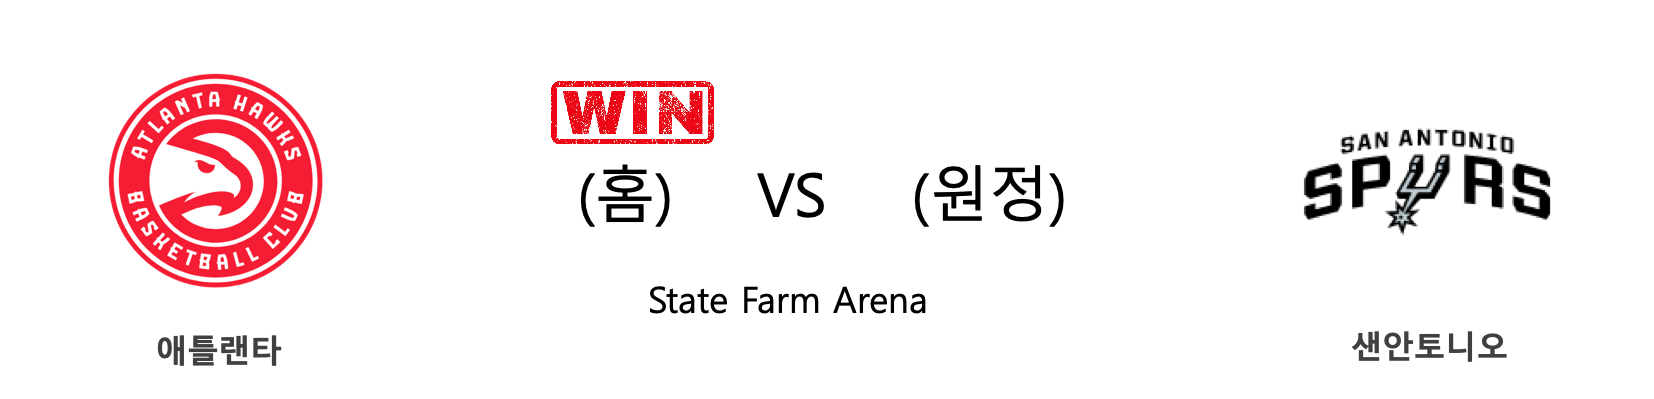 ATLANTA HAWKS
BASKETBALL CLUB
애틀랜타
WIN
(홈) VS (원정)
State Farm Arena
SAN ANTONIO
SPURS
샌안토니오